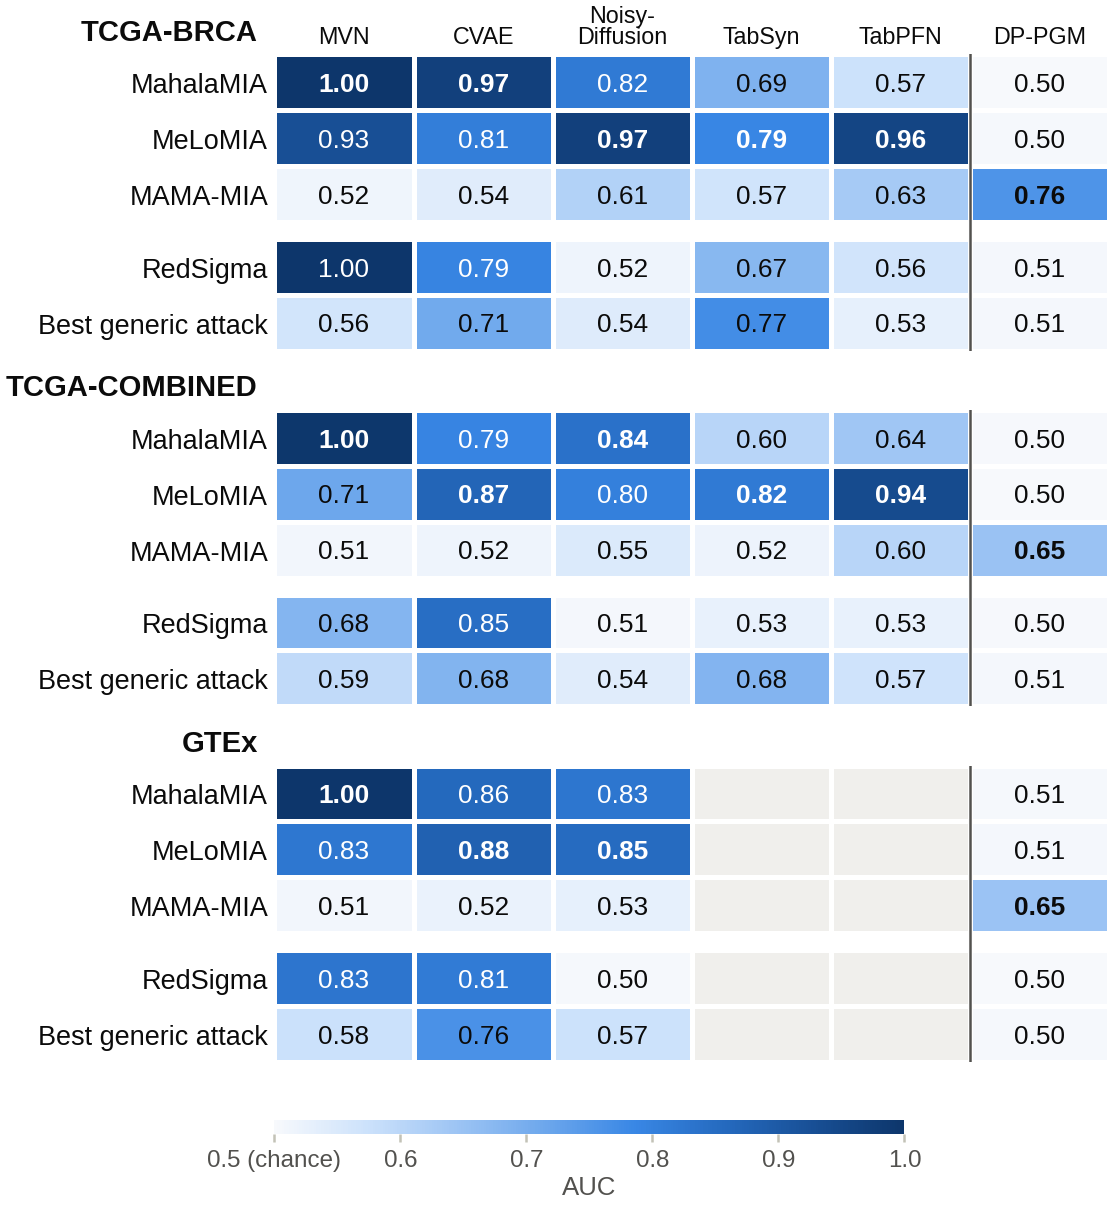 TCGA-BRCA MVN CVAE Noisy-
Diffusion TabSyn TabPFN DP-PGM
MahalaMIA 1.00 0.97 0.82 0.69 0.57 0.50
MeLoMIA 0.93 0.81 0.97 0.79 0.96 0.50
MAMA-MIA 0.52 0.54 0.61 0.57 0.63 0.76
RedSigma 1.00 0.79 0.52 0.67 0.56 0.51
Best generic attack 0.56 0.71 0.54 0.77 0.53 0.51
TCGA-COMBINED
MahalaMIA 1.00 0.79 0.84 0.60 0.64 0.50
MeLoMIA 0.71 0.87 0.80 0.82 0.94 0.50
MAMA-MIA 0.51 0.52 0.55 0.52 0.60 0.65
RedSigma 0.68 0.85 0.51 0.53 0.53 0.50
Best generic attack 0.59 0.68 0.54 0.68 0.57 0.51
GTEx
MahalaMIA 1.00 0.86 0.83 0.51
MeLoMIA 0.83 0.88 0.85 0.51
MAMA-MIA 0.51 0.52 0.53 0.65
RedSigma 0.83 0.81 0.50 0.50
Best generic attack 0.58 0.76 0.57 0.50
0.5 (chance) 0.6 0.7 0.8 0.9 1.0
AUC